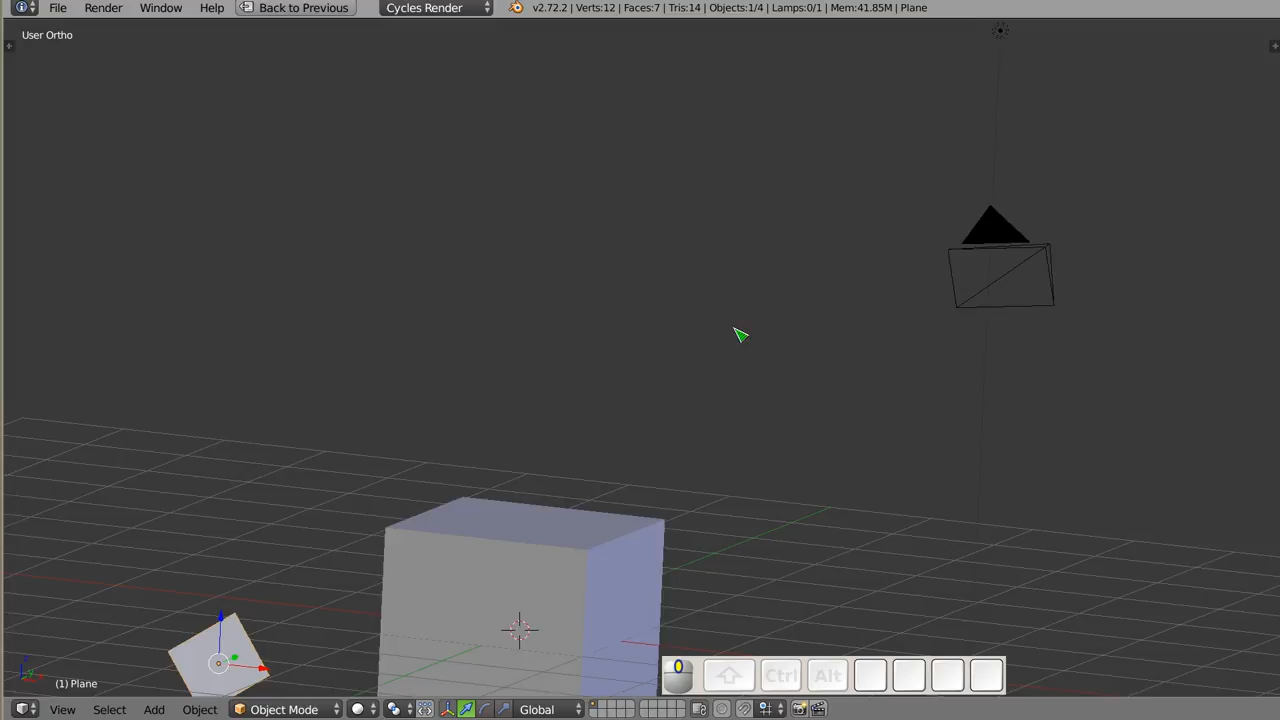 File Render Window Help Back to Previous Cycles Render v2.72.2 | Verts:12 | Faces:7 | Tris:14 | Objects:1/4 | Lamps:0/1 | Mem:41.85M | Plane
User Ortho
(1) Plane
Ctrl Alt
View Select Add Object Object Mode Global